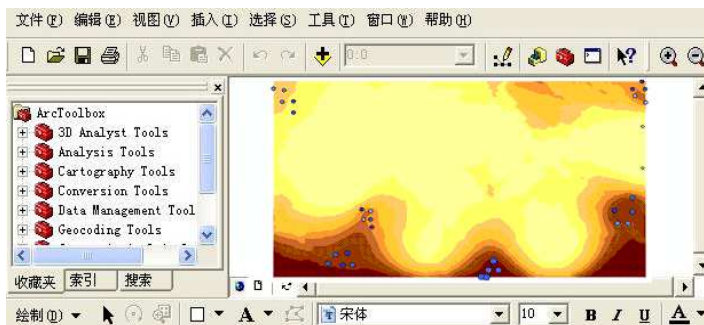 文件(F) 编辑(E) 视图(V) 插入(I) 选择(S) 工具(T) 窗口(W) 帮助(H)
0:0
ArcToolbox
3D Analyst Tools
Analysis Tools
Cartography Tools
Conversion Tools
Data Management Tool
Geocoding Tools
收藏夹 索引 搜索
绘制(D) A 宋体 10 B I U A